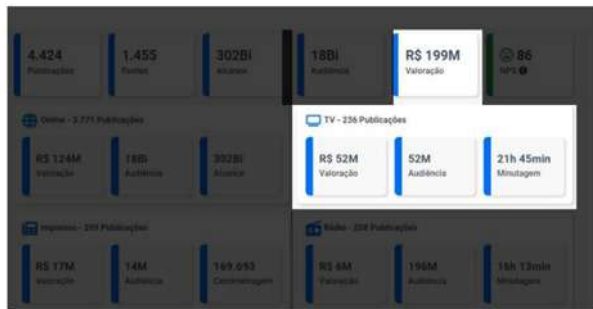 4.424
1.455
302Bi
18Bi
R$ 199M
86
Publicações
Fontes
Alcance
Audiência
Valoração
NPS
Online - 3.771 Publicações
TV - 236 Publicações
R$ 124M
18Bi
302Bi
R$ 52M
52M
21h 45min
Valoração
Audiência
Alcance
Valoração
Audiência
Minutagem
Impresso - 209 Publicações
Rádio - 208 Publicações
R$ 17M
14M
169.693
R$ 6M
196M
16h 13min
Valoração
Audiência
Centimetragem
Valoração
Audiência
Minutagem